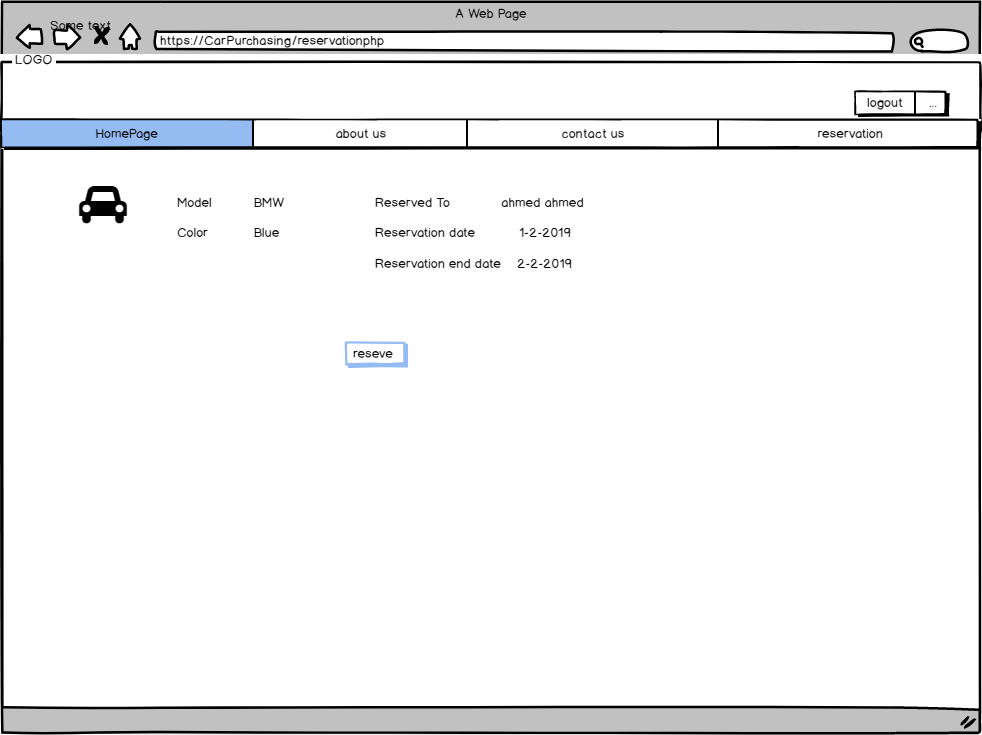 A Web Page
Some text
https://CarPurchasing/reservationphp
LOGO
logout ...
HomePage about us contact us reservation
Model BMW Reserved To ahmed ahmed
Color Blue Reservation date 1-2-2019
Reservation end date 2-2-2019
reseve